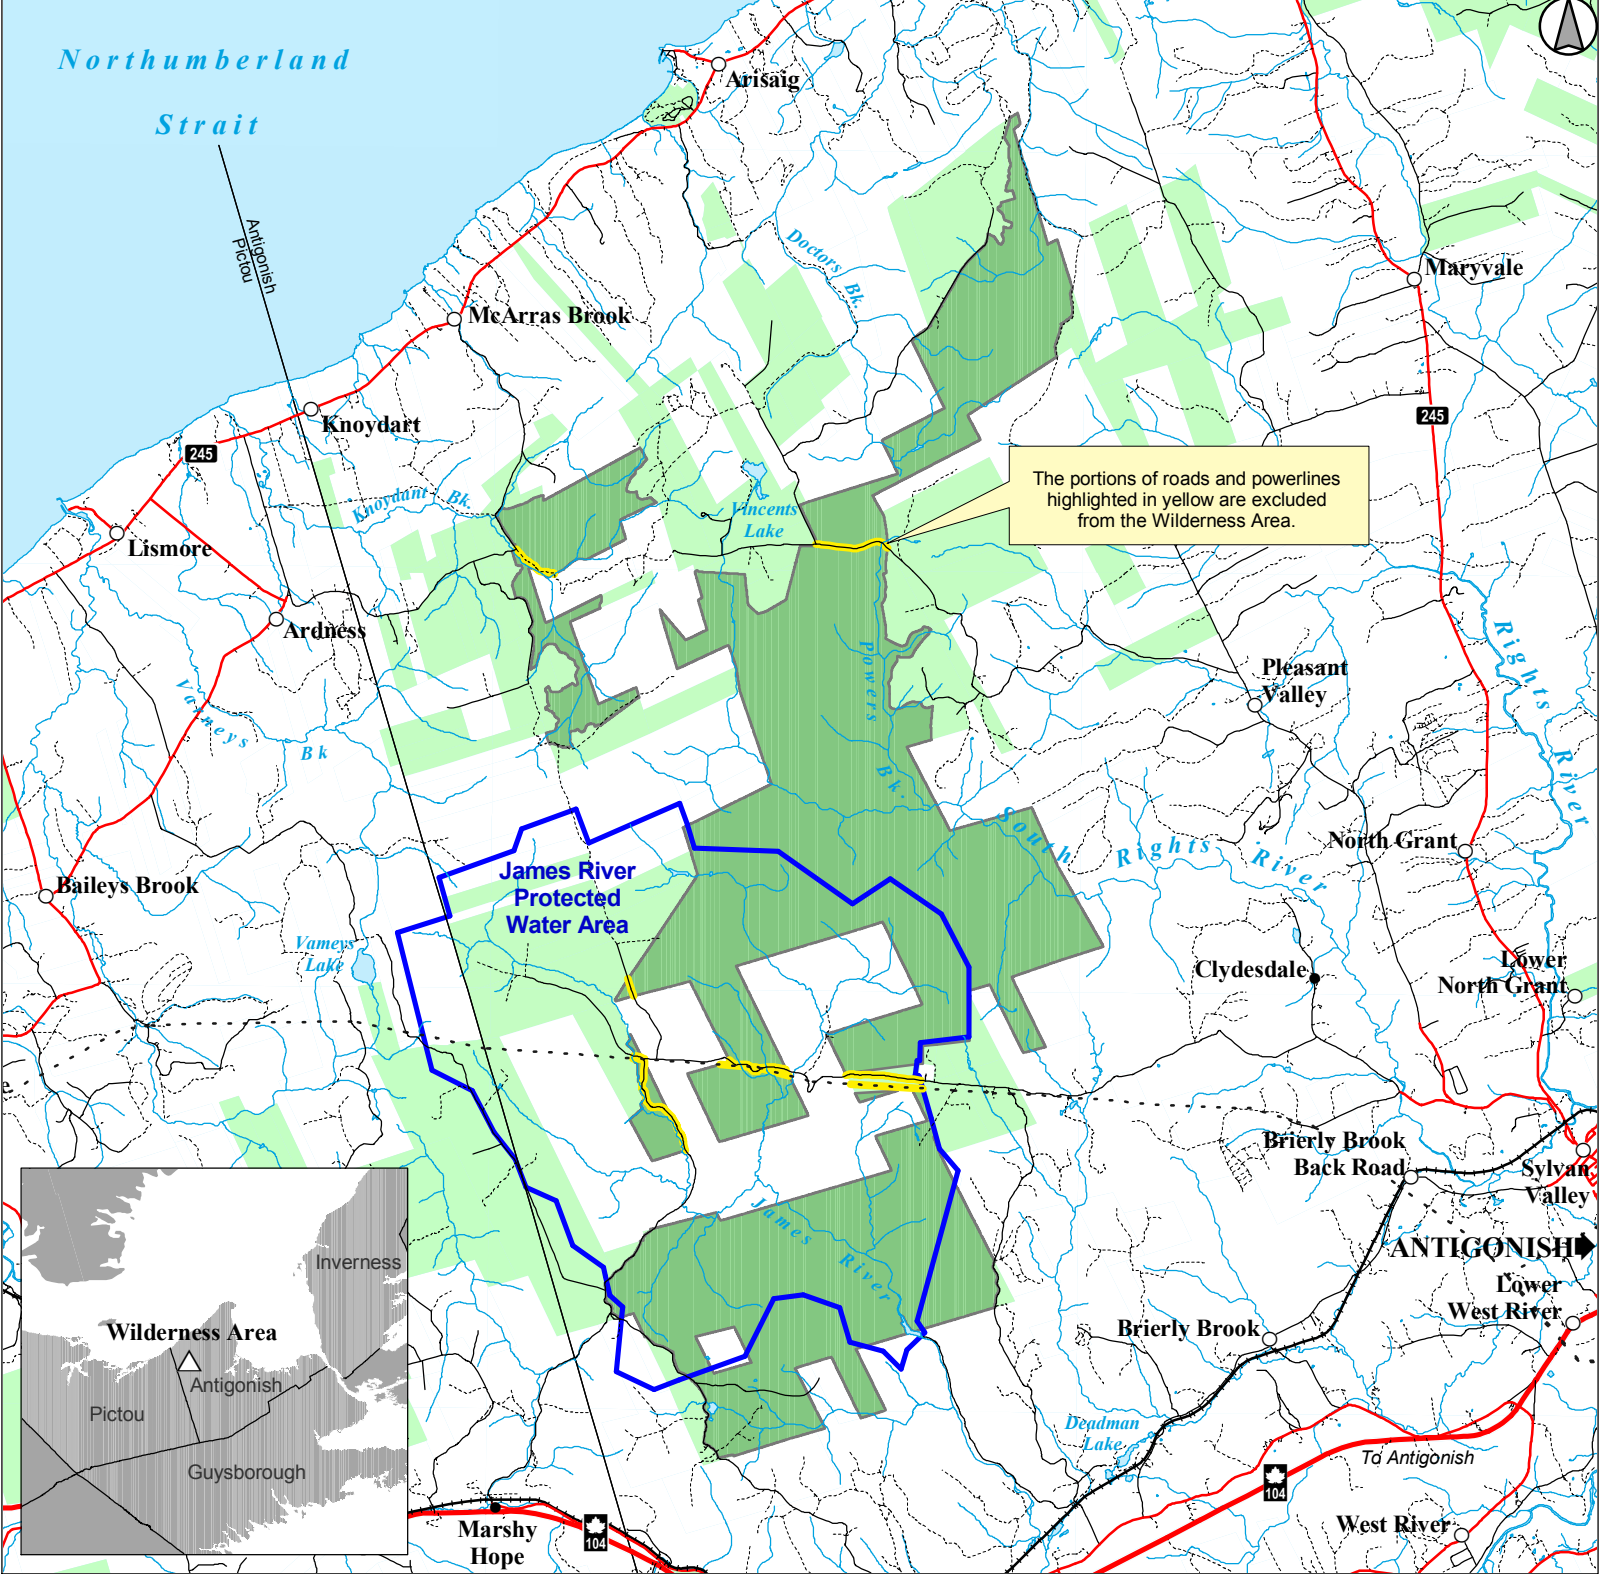 Northumberland
Strait
Arisaig
Antigonish
Pictou
Doctors Bk.
Maryvale
McArras Brook
Knoydart
245
245
The portions of roads and powerlines
highlighted in yellow are excluded
from the Wilderness Area.
Knoydart Bk.
Vincents
Lake
Lismore
Ardness
Powers Bk.
Rights River
Pleasant
Valley
Varneys Bk
South Rights River
North Grant
James River
Protected
Water Area
Baileys Brook
Vameys
Lake
Clydesdale
Lower
North Grant
e
Brierly Brook
Back Road
Sylvan
Valley
James River
ANTIGONISH
Inverness
Lower
West River
Wilderness Area
Brierly Brook
Antigonish
Pictou
Deadman
Lake
To Antigonish
Guysborough
104
Marshy
Hope
104
West River